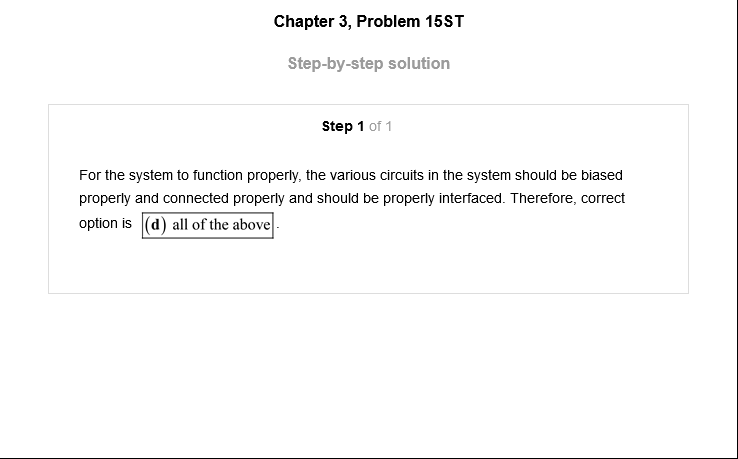 Chapter 3, Problem 15ST
Step-by-step solution
Step 1 of 1
For the system to function properly, the various circuits in the system should be biased
properly and connected properly and should be properly interfaced. Therefore, correct
option is (d) all of the above.